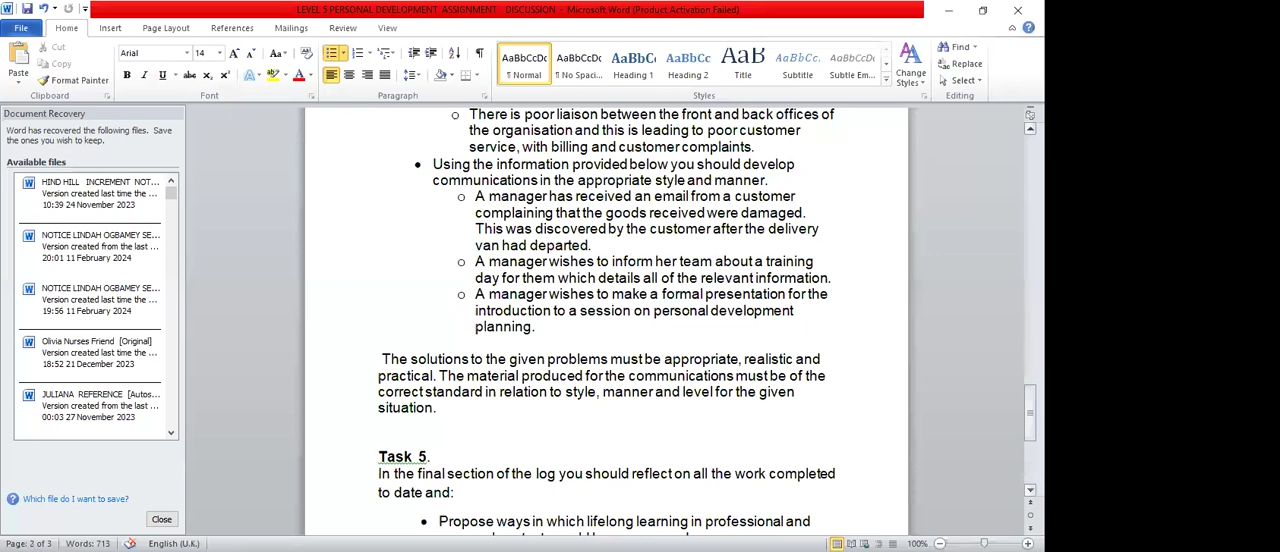 LEVEL 5 PERSONAL DEVELOPMENT ASSIGNMENT DISCUSSION - Microsoft Word (Product Activation Failed)
File Home Insert Page Layout References Mailings Review View
Paste
Cut
Copy
Format Painter
Clipboard
Arial 14
Font
Paragraph
AaBbCcDc AaBbCcDc AaBbC AaBbCc AaB AaBbCc. AaBbCcDc
¶ Normal ¶ No Spaci... Heading 1 Heading 2 Title Subtitle Subtle Em...
Styles
Change
Styles
Find
Replace
Select
Editing
Document Recovery
Word has recovered the following files. Save
the ones you wish to keep.
Available files
HIND HILL INCREMENT NOT...
Version created last time the ...
10:39 24 November 2023
NOTICE LINDAH OGBAMEY SE...
Version created from the last ...
20:01 11 February 2024
NOTICE LINDAH OGBAMEY SE...
Version created from the last ...
19:56 11 February 2024
Olivia Nurses Friend [Original]
Version created last time the ...
18:52 21 December 2023
JULIANA REFERENCE [Autos...
Version created last time the ...
00:03 27 November 2023
Which file do I want to save?
Close
o There is poor liaison between the front and back offices of
the organisation and this is leading to poor customer
service, with billing and customer complaints.
• Using the information provided below you should develop
communications in the appropriate style and manner.
o A manager has received an email from a customer
complaining that the goods received were damaged.
This was discovered by the customer after the delivery
van had departed.
o A manager wishes to inform her team about a training
day for them which details all of the relevant information.
o A manager wishes to make a formal presentation for the
introduction to a session on personal development
planning.
The solutions to the given problems must be appropriate, realistic and
practical. The material produced for the communications must be of the
correct standard in relation to style, manner and level for the given
situation.
Task 5.
In the final section of the log you should reflect on all the work completed
to date and:
• Propose ways in which lifelong learning in professional and
Page: 2 of 3 Words: 713 English (U.K.) 100%